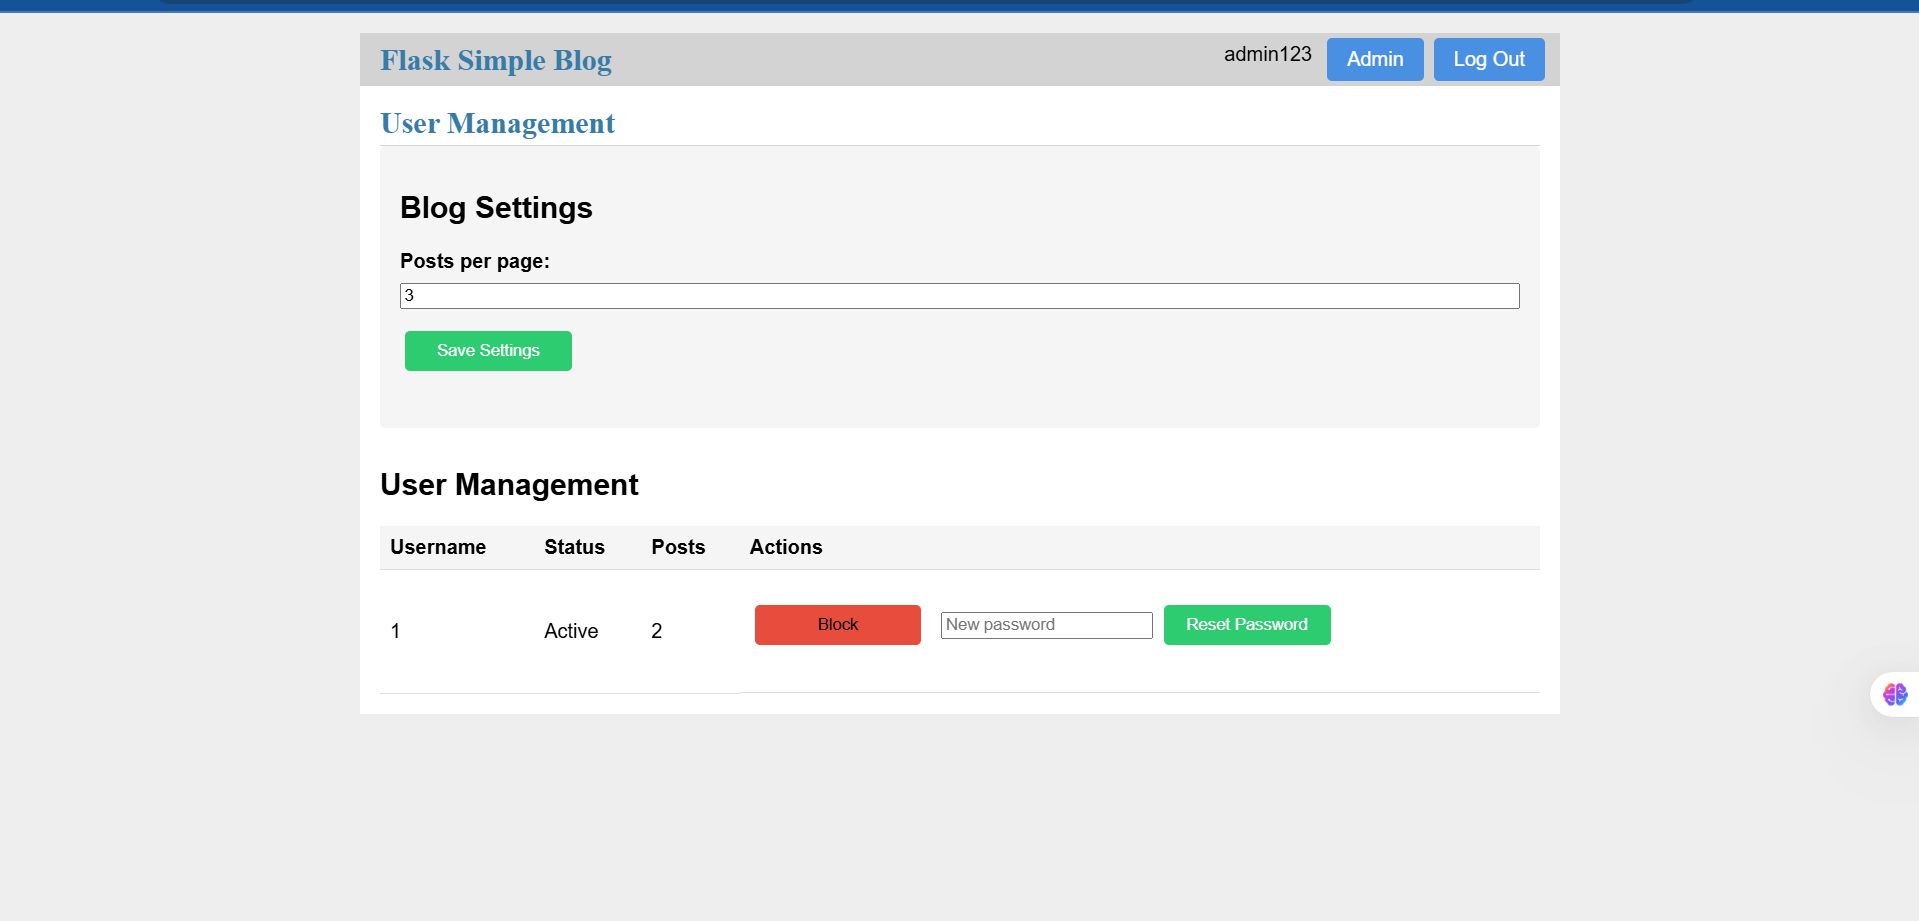 Flask Simple Blog admin123 Admin Log Out
User Management
Blog Settings
Posts per page:
3
Save Settings
User Management
Username Status Posts Actions
1 Active 2 Block New password Reset Password